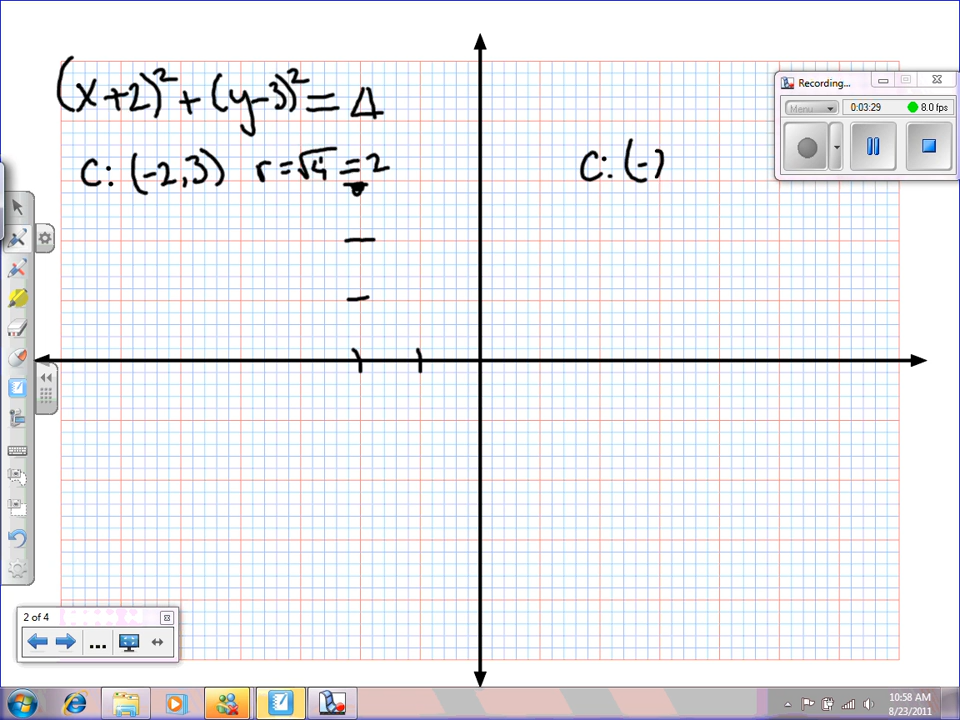 (x+2)² + (y-3)² = 4
C: (-2,3) r = √4 = 2
C: (-
Recording...
Menu
0:03:29
8.0 fps
2 of 4
...
10:58 AM
8/23/2011